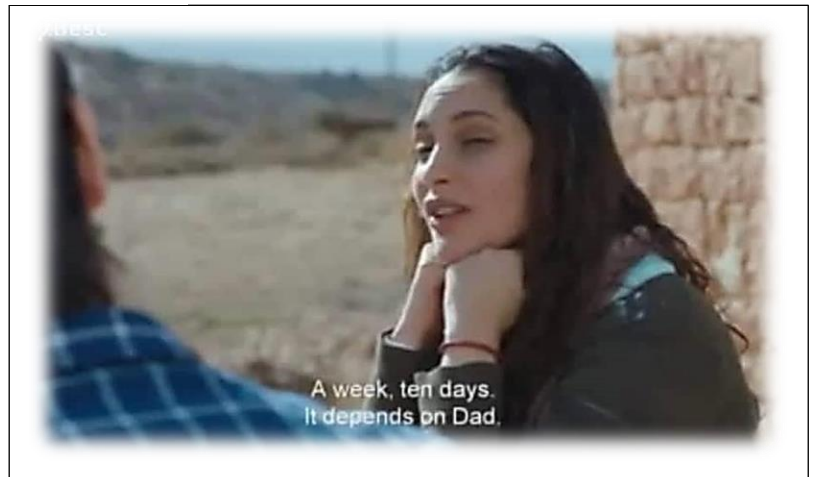 A week, ten days.
It depends on Dad.